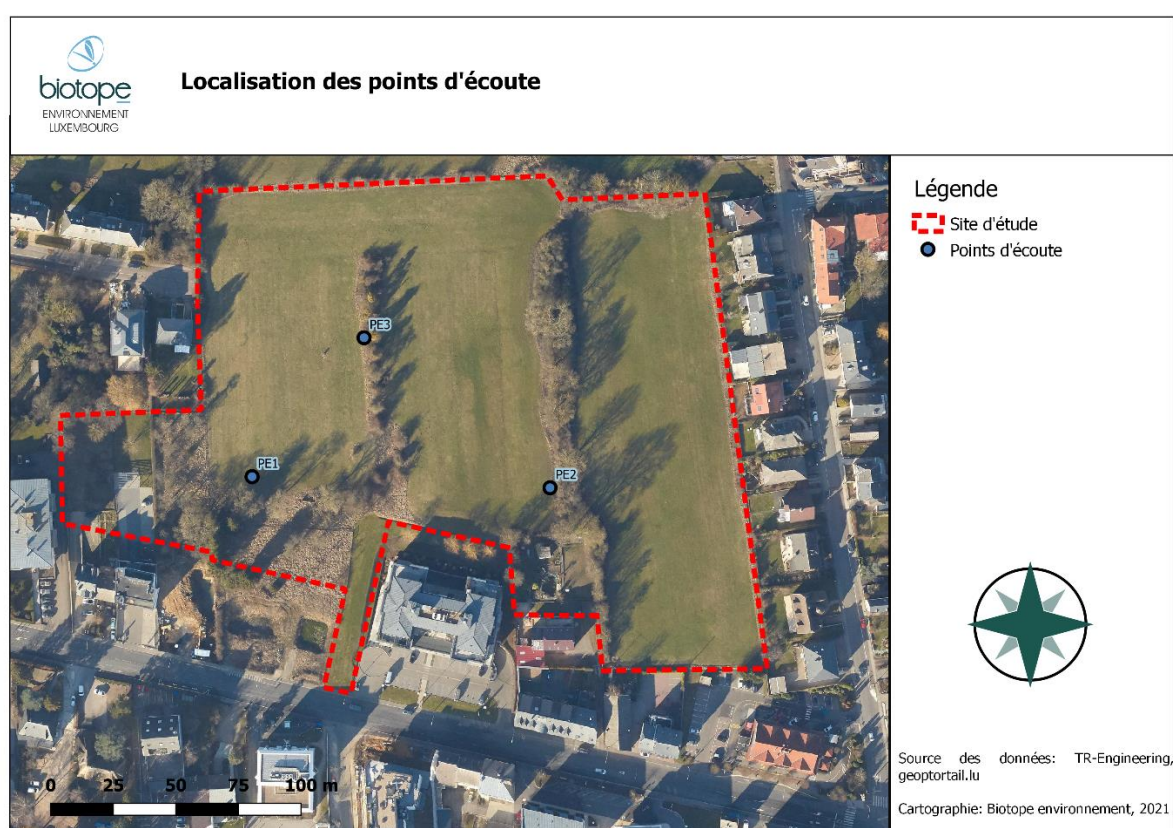 biotope
ENVIRONNEMENT
LUXEMBOURG
Localisation des points d'écoute
PE3
PE1
PE2
0 25 50 75 100 m
Légende
Site d'étude
Points d'écoute
Source des données: TR-Engineering,
geoptortail.lu
Cartographie: Biotope environnement, 2021